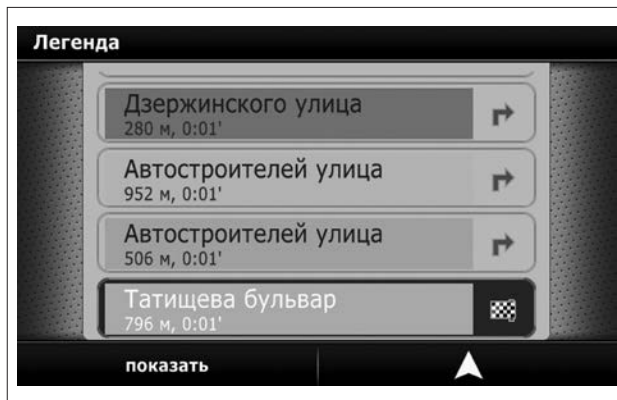 Легенда
Дзержинского улица
280 м, 0:01'
Автостроителей улица
952 м, 0:01'
Автостроителей улица
506 м, 0:01'
Татищева бульвар
796 м, 0:01'
показать